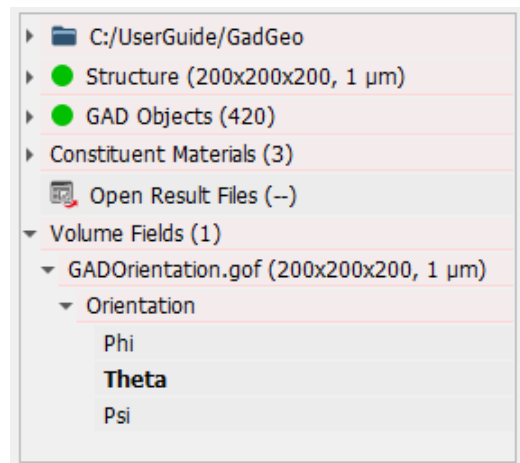 C:/UserGuide/GadGeo
Structure (200x200x200, 1 µm)
GAD Objects (420)
Constituent Materials (3)
Open Result Files (--)
Volume Fields (1)
GADOrientation.gof (200x200x200, 1 µm)
Orientation
Phi
Theta
Psi